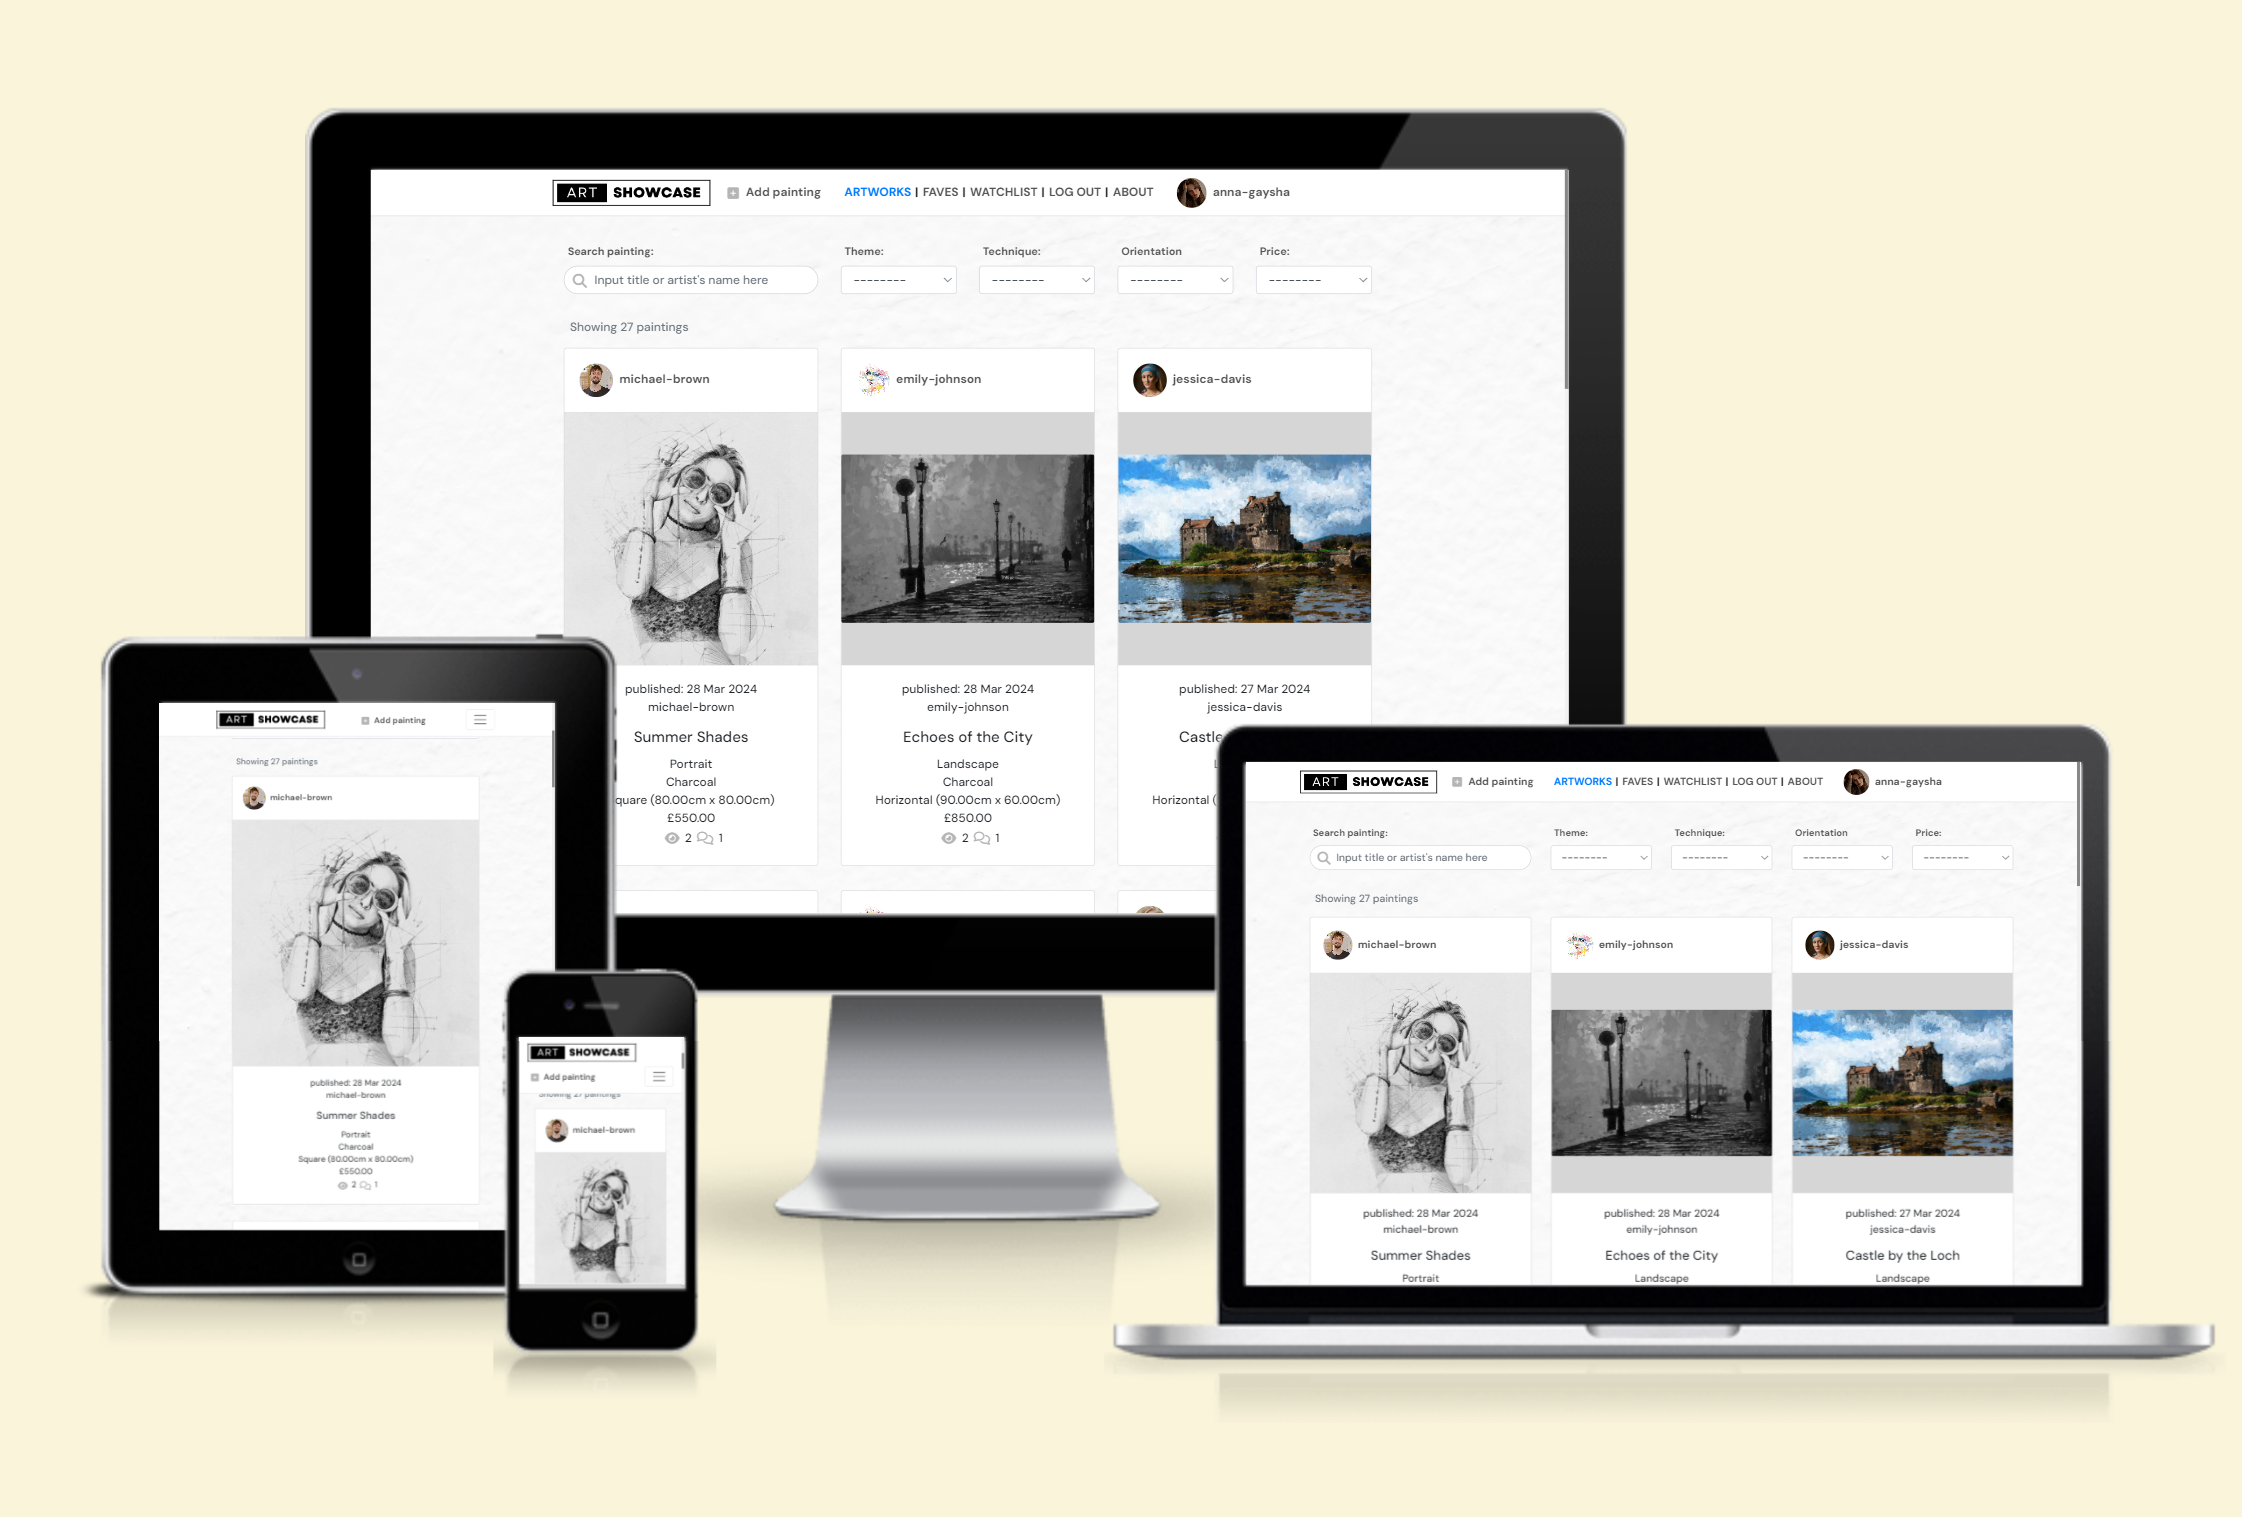 ART SHOWCASE Add painting ARTWORKS | FAVES | WATCHLIST | LOG OUT | ABOUT anna-gaysha
Search painting: Theme: Technique: Orientation Price:
Input title or artist's name here -------- -------- -------- --------
Showing 27 paintings
michael-brown emily-johnson jessica-davis
published: 28 Mar 2024 published: 28 Mar 2024 published: 27 Mar 2024
michael-brown emily-johnson jessica-davis
Summer Shades Echoes of the City Castle
Portrait Landscape L
Charcoal Charcoal
quare (80.00cm x 80.00cm) Horizontal (90.00cm x 60.00cm) Horizontal (
£550.00 £850.00
2 1 2 1
ART SHOWCASE Add painting
Showing 27 paintings
michael-brown
published: 28 Mar 2024
michael-brown
Summer Shades
Portrait
Charcoal
Square (80.00cm x 80.00cm)
£550.00
2 1
ART SHOWCASE
Add painting
Showing 27 paintings
michael-brown
ART SHOWCASE Add painting ARTWORKS | FAVES | WATCHLIST | LOG OUT | ABOUT anna-gaysha
Search painting: Theme: Technique: Orientation Price:
Input title or artist's name here -------- -------- -------- --------
Showing 27 paintings
michael-brown emily-johnson jessica-davis
published: 28 Mar 2024 published: 28 Mar 2024 published: 27 Mar 2024
michael-brown emily-johnson jessica-davis
Summer Shades Echoes of the City Castle by the Loch
Portrait Landscape Landscape